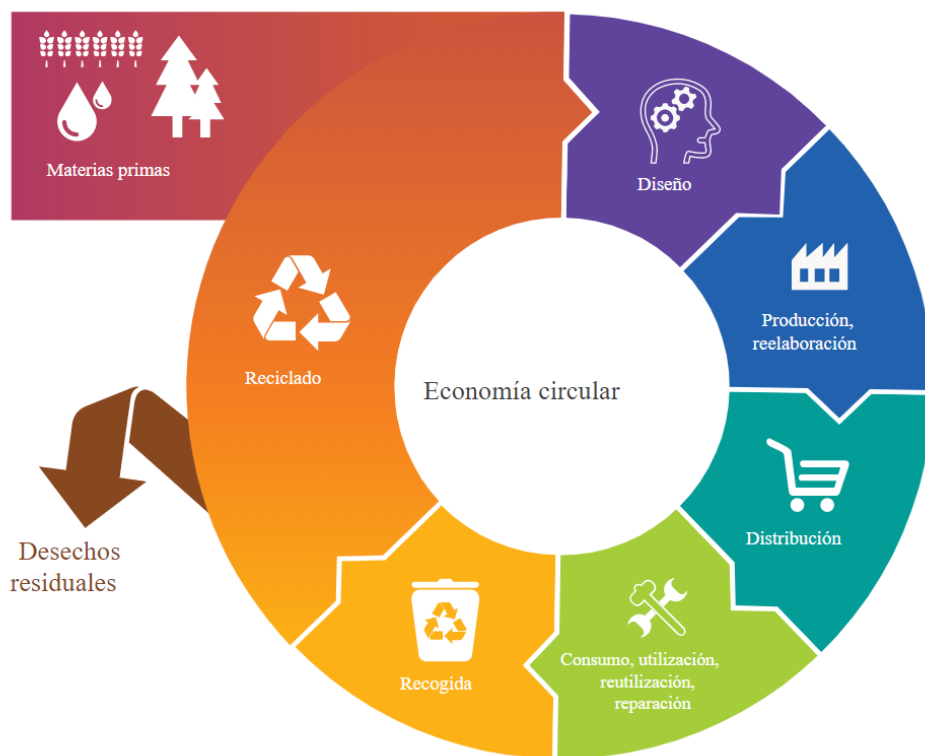 Materias primas
Diseño
Producción,
reelaboración
Distribución
Consumo, utilización,
reutilización,
reparación
Recogida
Reciclado
Desechos
residuales
Economía circular